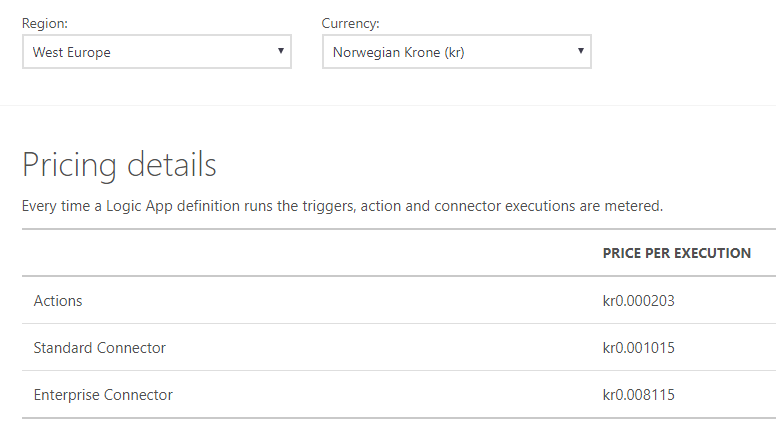 Region: Currency:
West Europe Norwegian Krone (kr)
Pricing details
Every time a Logic App definition runs the triggers, action and connector executions are metered.
PRICE PER EXECUTION
Actions kr0.000203
Standard Connector kr0.001015
Enterprise Connector kr0.008115